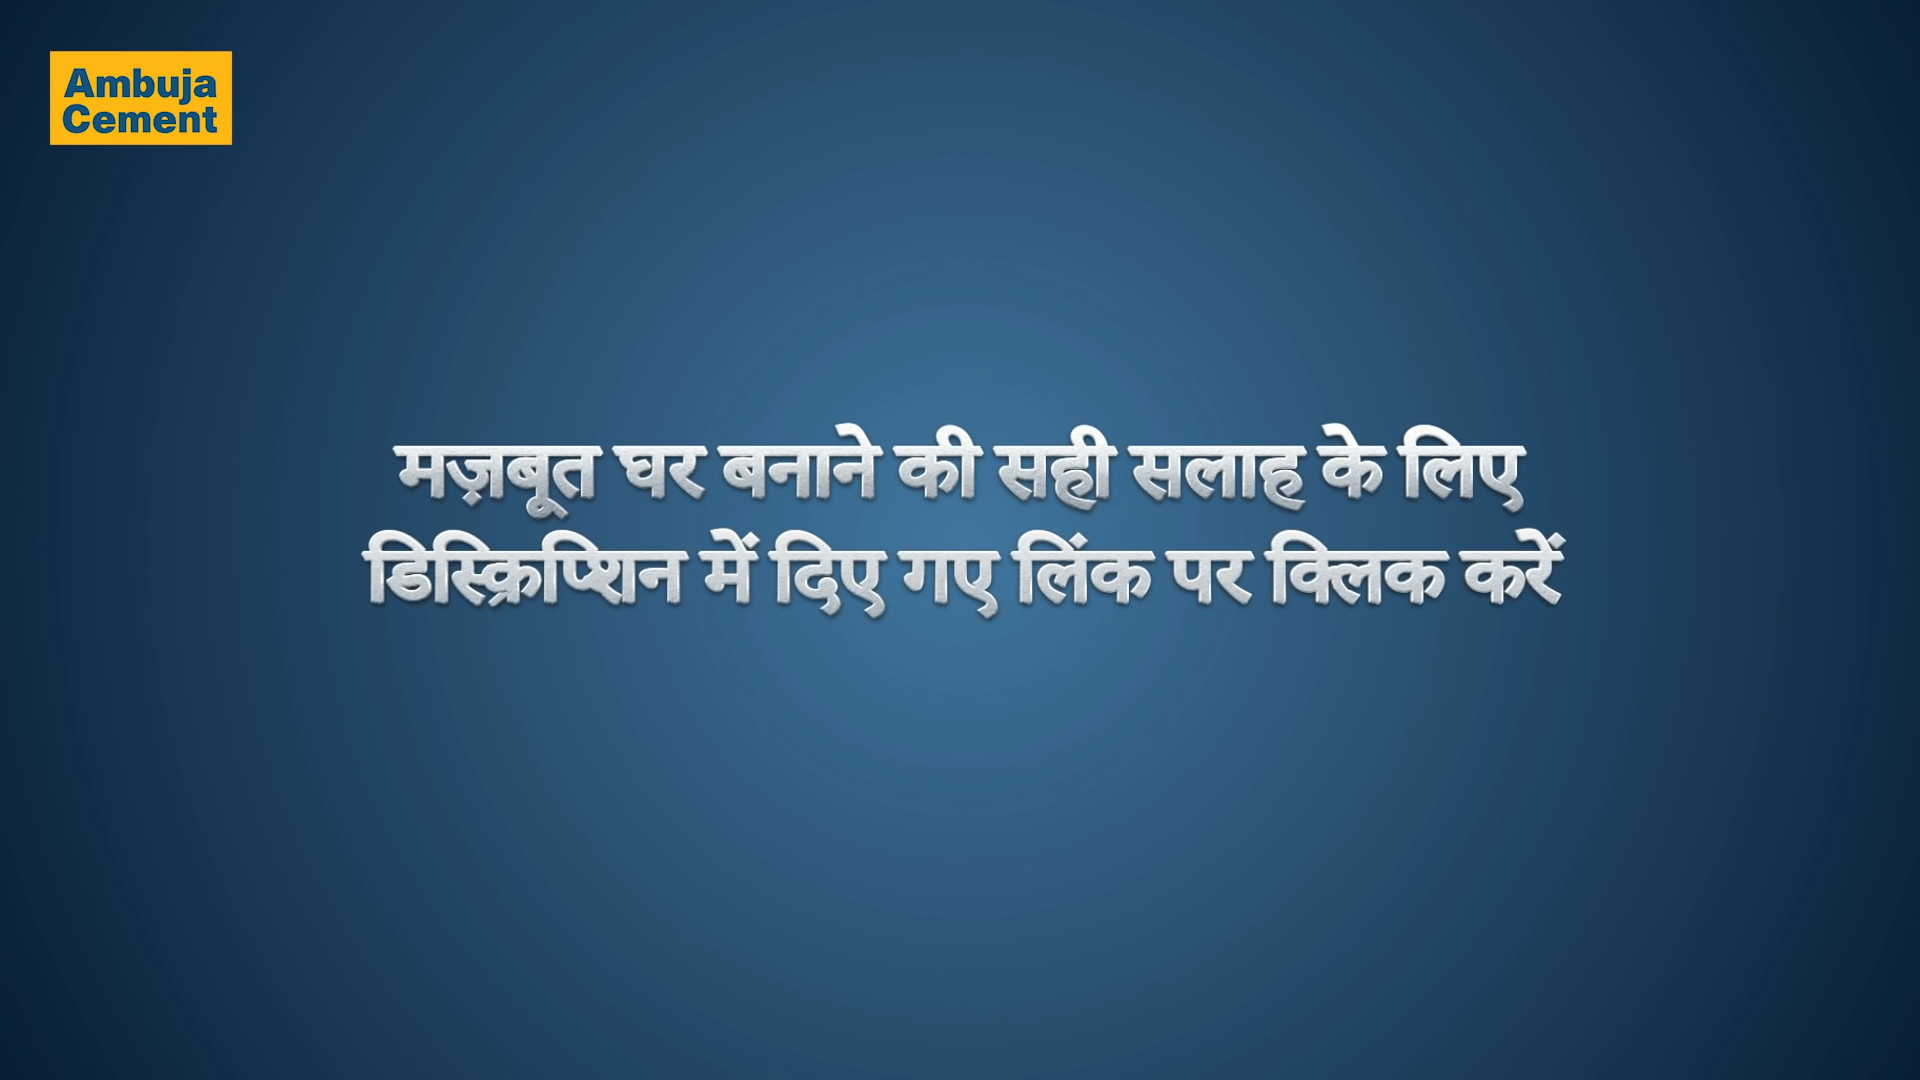 Ambuja
Cement
मज़बूत घर बनाने की सही सलाह के लिए
डिस्क्रिप्शिन में दिए गए लिंक पर क्लिक करें